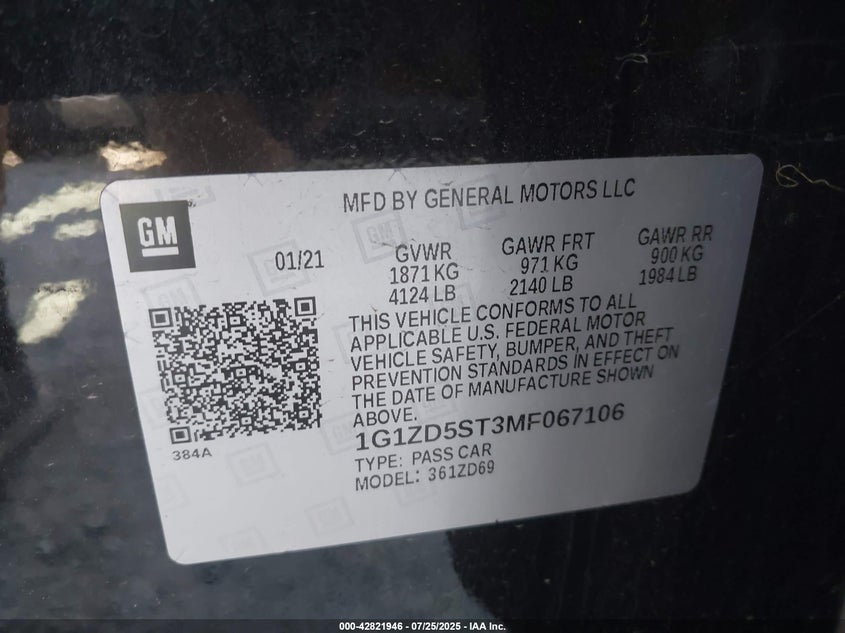 MFD BY GENERAL MOTORS LLC
GM
01/21
GVWR
1871 KG
4124 LB
GAWR FRT
971 KG
2140 LB
GAWR RR
900 KG
1984 LB
THIS VEHICLE CONFORMS TO ALL
APPLICABLE U.S. FEDERAL MOTOR
VEHICLE SAFETY, BUMPER, AND THEFT
PREVENTION STANDARDS IN EFFECT ON
THE DATE OF MANUFACTURE SHOWN
ABOVE.
1G1ZD5ST3MF067106
TYPE: PASS CAR
MODEL: 361ZD69
384A
000-42821946 - 07/25/2025 - IAA Inc.